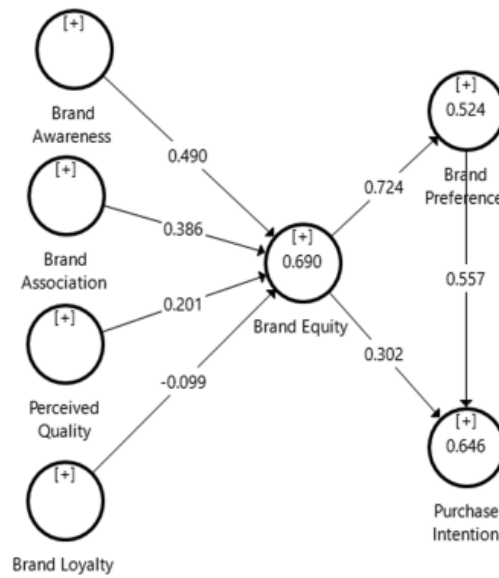 [+]
Brand
Awareness
[+]
Brand
Association
[+]
Perceived
Quality
[+]
Brand Loyalty
0.490
0.386
0.201
-0.099
[+]
0.690
Brand Equity
0.724
0.302
[+]
0.524
Brand
Preference
0.557
[+]
0.646
Purchase
Intention